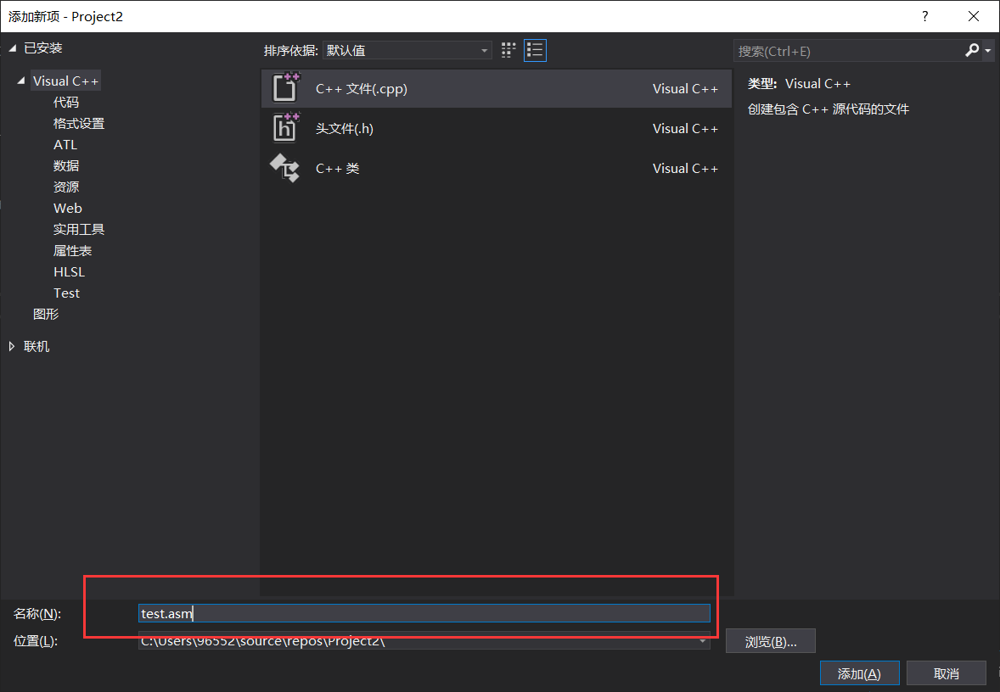 添加新项 - Project2
?
已安装
Visual C++
代码
格式设置
ATL
数据
资源
Web
实用工具
属性表
HLSL
Test
图形
联机
排序依据: 默认值
C++ 文件(.cpp) Visual C++
头文件(.h) Visual C++
C++ 类 Visual C++
搜索(Ctrl+E)
类型: Visual C++
创建包含 C++ 源代码的文件
名称(N): test.asm
位置(L): C:\Users\96552\source\repos\Project2\
浏览(B)...
添加(A) 取消